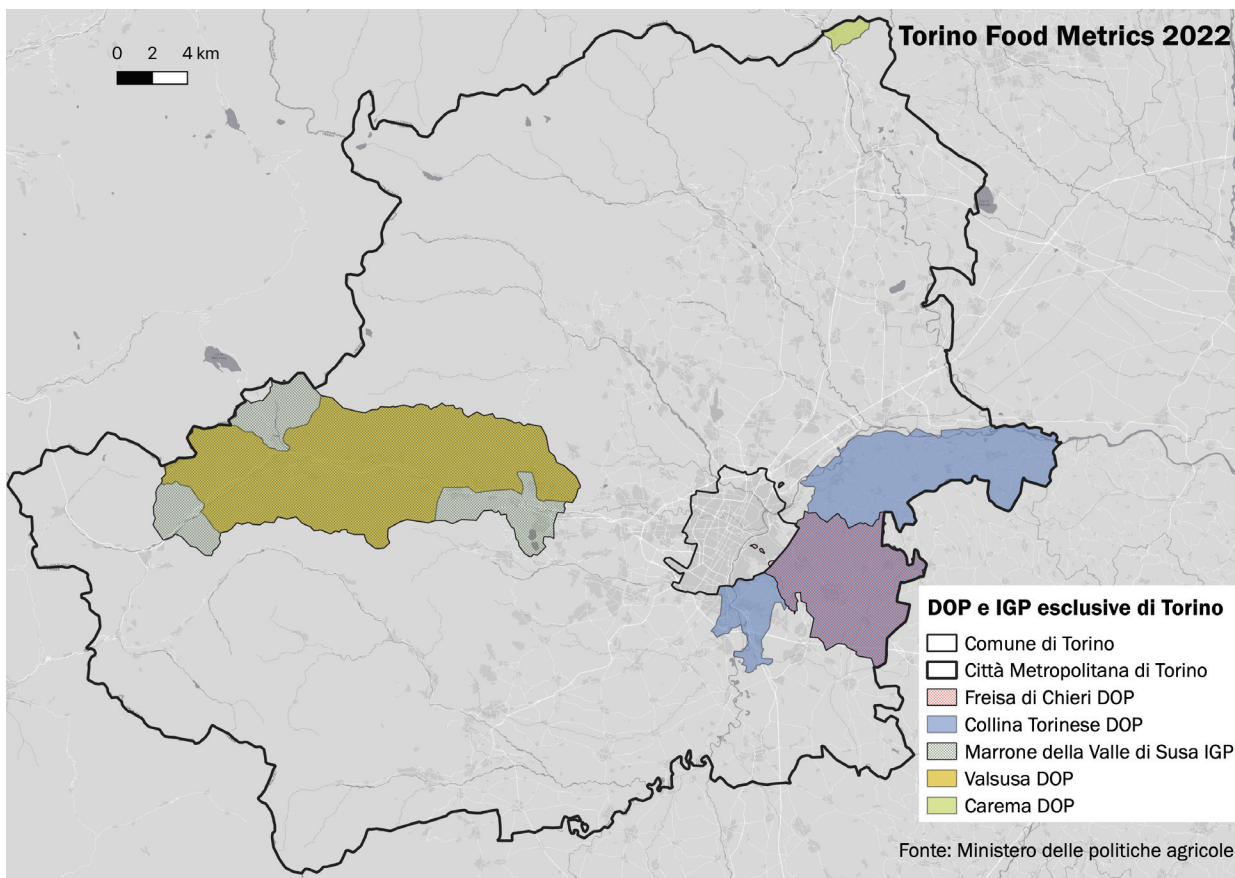 Torino Food Metrics 2022
0 2 4 km
DOP e IGP esclusive di Torino
Comune di Torino
Città Metropolitana di Torino
Freisa di Chieri DOP
Collina Torinese DOP
Marrone della Valle di Susa IGP
Valsusa DOP
Carema DOP
Fonte: Ministero delle politiche agricole